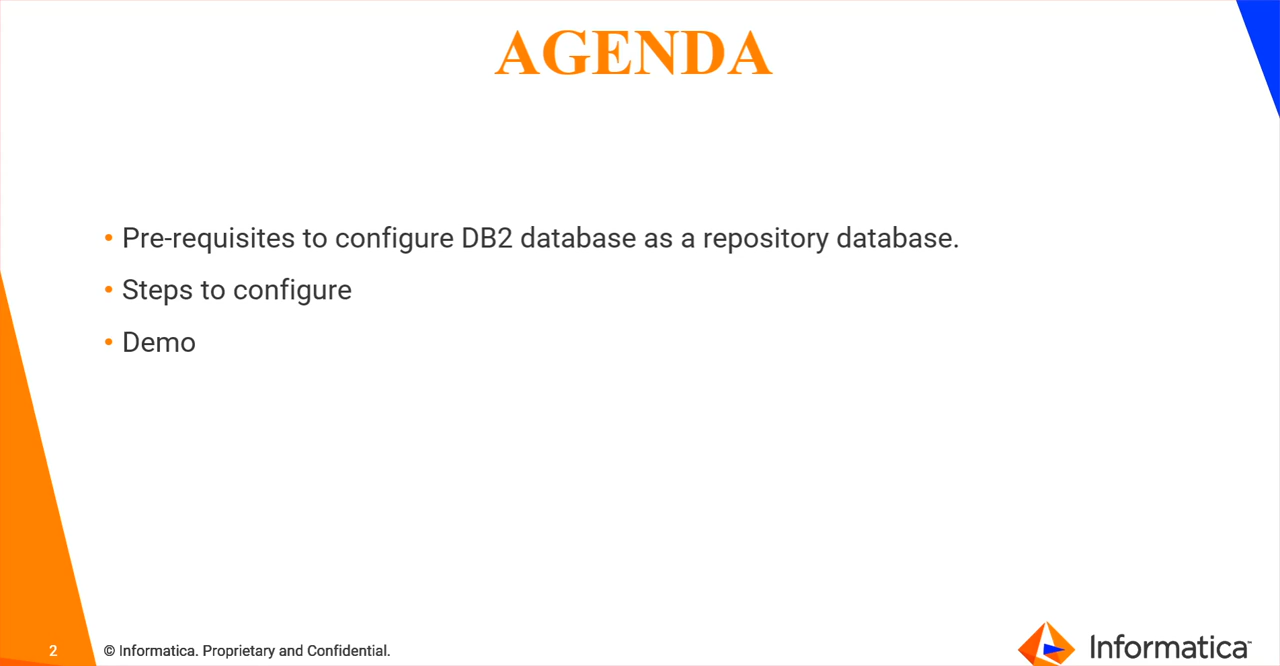 AGENDA
• Pre-requisites to configure DB2 database as a repository database.
• Steps to configure
• Demo
2 © Informatica. Proprietary and Confidential.
Informatica™